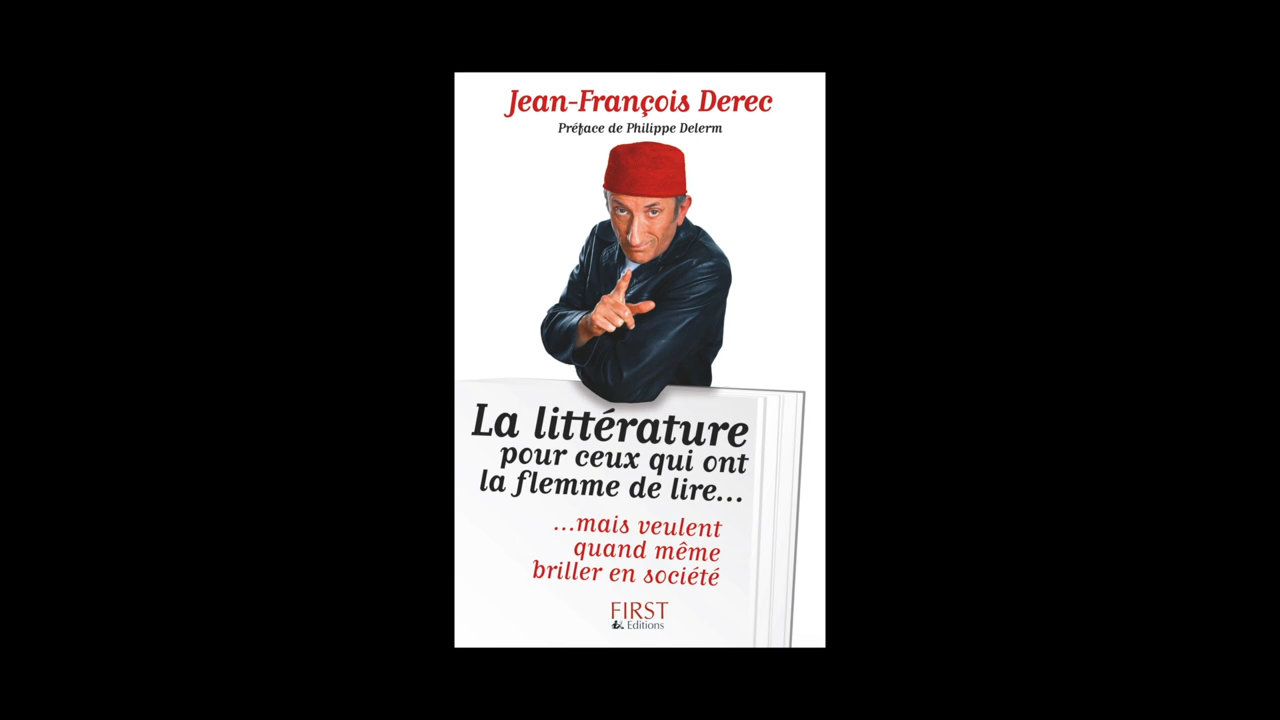 Jean-François Derec
Préface de Philippe Delerm
La littérature
pour ceux qui ont
la flemme de lire...
...mais veulent
quand même
briller en société
FIRST
Editions